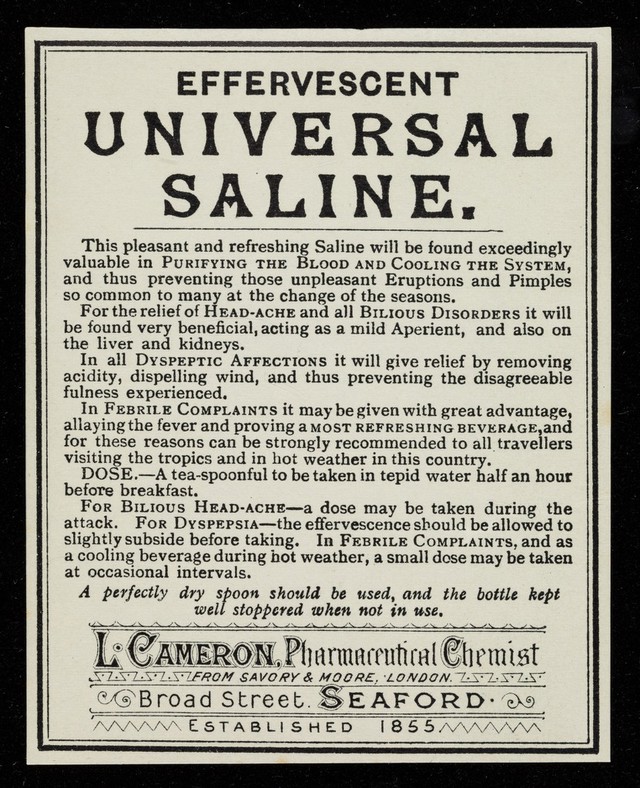 EFFERVESCENT
UNIVERSAL
SALINE.
This pleasant and refreshing Saline will be found exceedingly
valuable in PURIFYING THE BLOOD AND COOLING THE SYSTEM,
and thus preventing those unpleasant Eruptions and Pimples
so common to many at the change of the seasons.
For the relief of HEAD-ACHE and all BILIOUS DISORDERS it will
be found very beneficial, acting as a mild Aperient, and also on
the liver and kidneys.
In all DYSPEPTIC AFFECTIONS it will give relief by removing
acidity, dispelling wind, and thus preventing the disagreeable
fulness experienced.
In FEBRILE COMPLAINTS it may be given with great advantage,
allaying the fever and proving a MOST REFRESHING BEVERAGE, and
for these reasons can be strongly recommended to all travellers
visiting the tropics and in hot weather in this country.
DOSE.—A tea-spoonful to be taken in tepid water half an hour
before breakfast.
FOR BILIOUS HEAD-ACHE—a dose may be taken during the
attack. FOR DYSPEPSIA—the effervescence should be allowed to
slightly subside before taking. In FEBRILE COMPLAINTS, and as
a cooling beverage during hot weather, a small dose may be taken
at occasional intervals.
A perfectly dry spoon should be used, and the bottle kept
well stoppered when not in use.
L. CAMERON, Pharmaceutical Chemist
FROM SAVORY & MOORE, LONDON.
Broad Street. SEAFORD.
ESTABLISHED 1855.